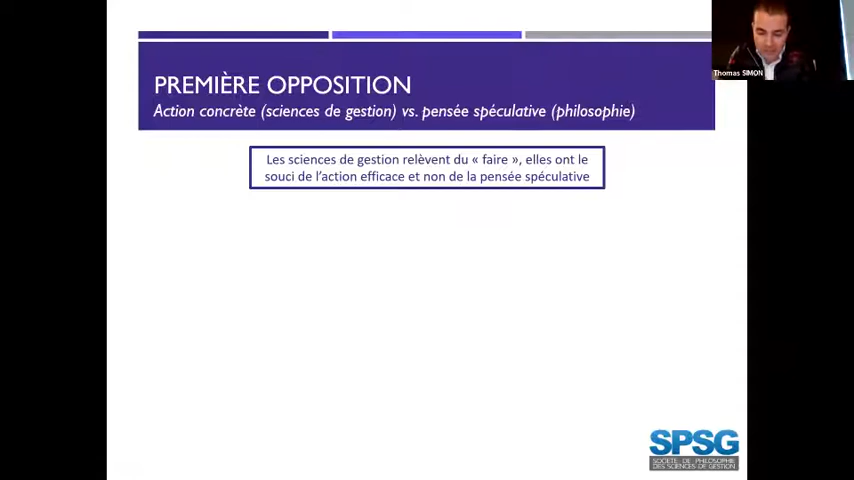 Thomas SIMON
PREMIÈRE OPPOSITION
Action concrète (sciences de gestion) vs. pensée spéculative (philosophie)
Les sciences de gestion relèvent du « faire », elles ont le
souci de l'action efficace et non de la pensée spéculative
SPSG
SOCIÉTÉ DE PHILOSOPHIE
DES SCIENCES DE GESTION